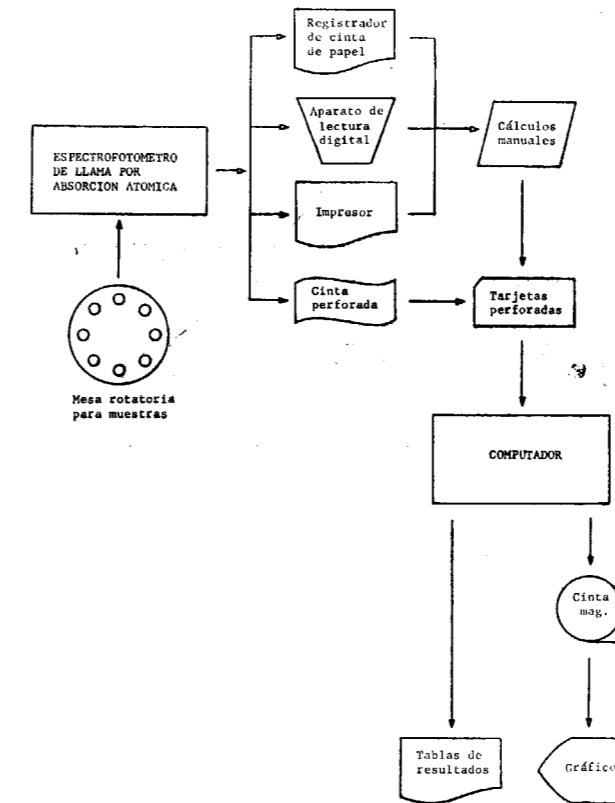 Registrador
de cinta
de papel
Aparato de
lectura
digital
Cálculos
manuales
ESPECTROFOTOMETRO
DE LLAMA POR
ABSORCION ATOMICA
Impresor
Cinta
perforada
Tarjetas
perforadas
Mesa rotatoria
para muestras
COMPUTADOR
Cinta
mag.
Tablas de
resultados
Gráfico